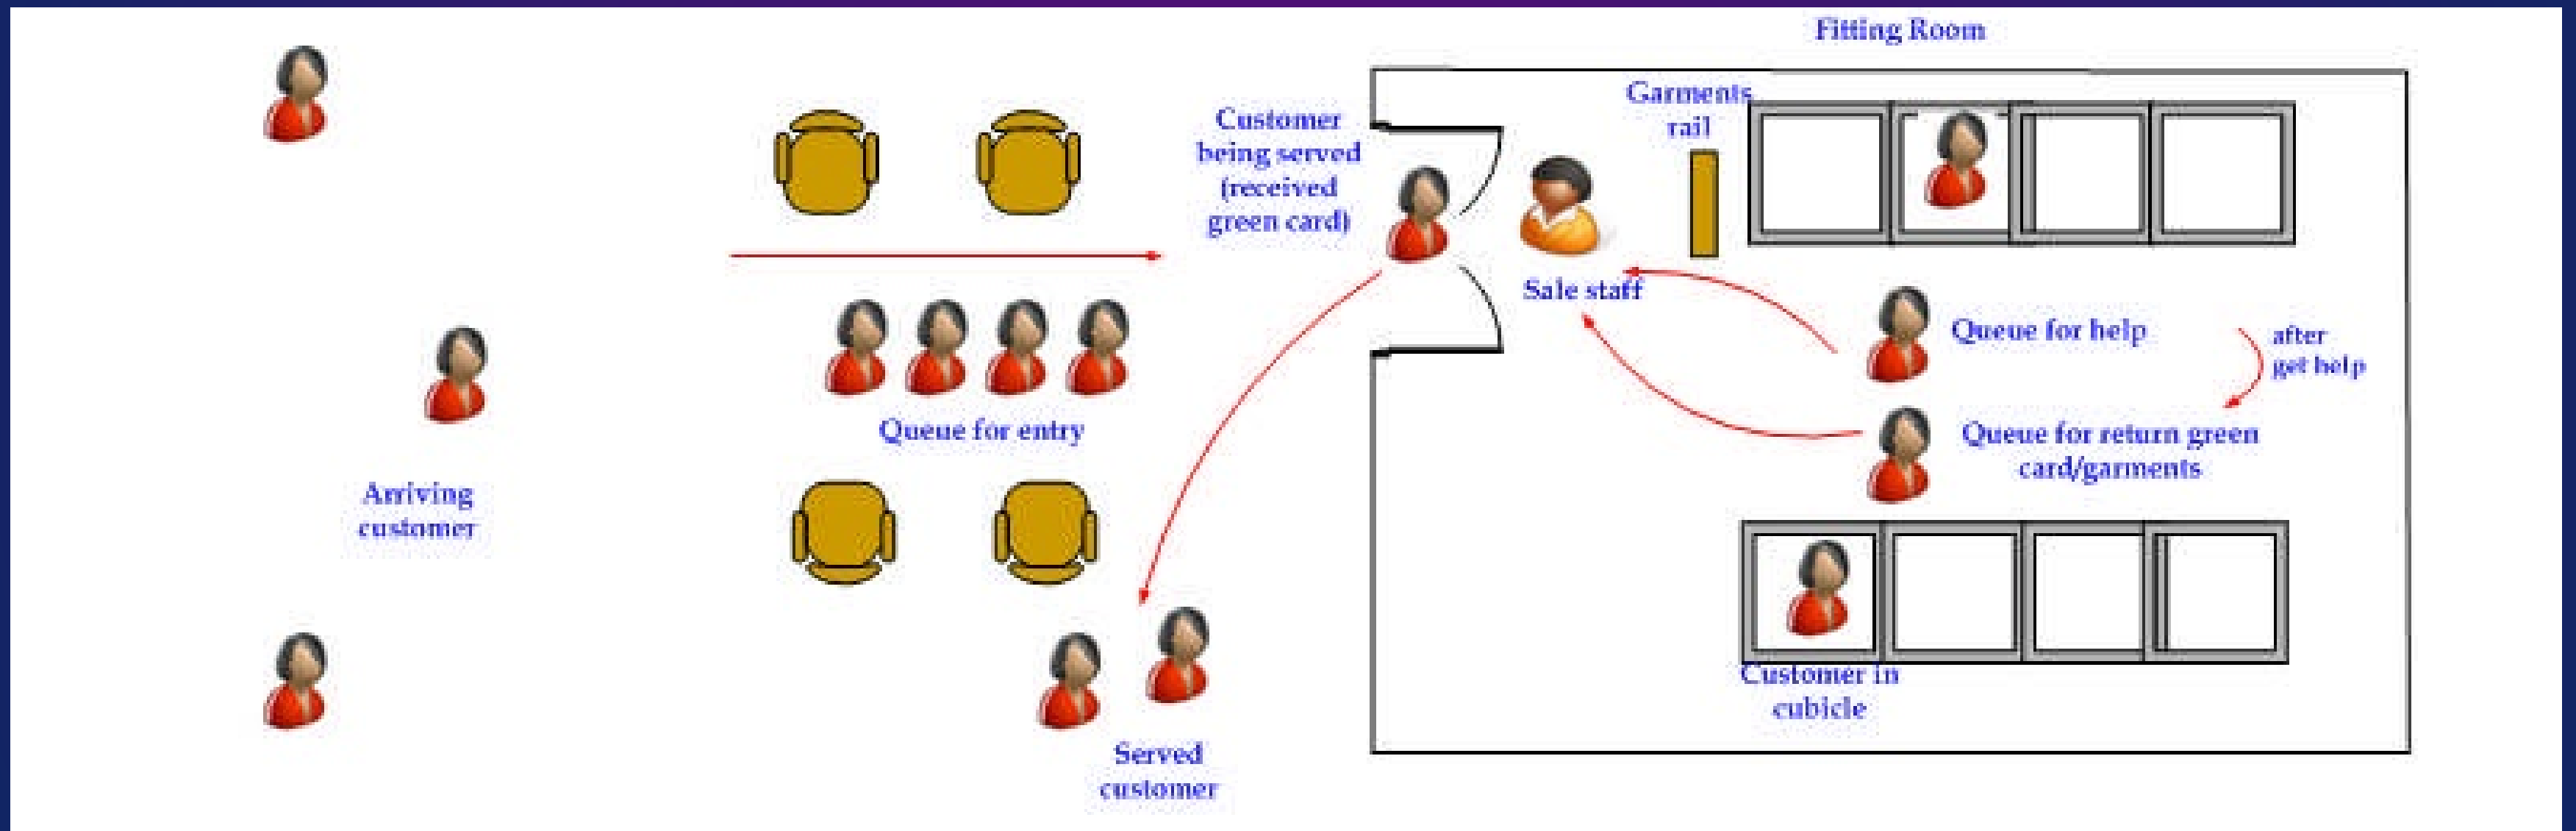 Fitting Room
Garments
rail
Customer
being served
(received
green card)
Sale staff
Queue for help
after
get help
Queue for entry
Queue for return green
card/garments
Arriving
customer
Customer in
cubicle
Served
customer